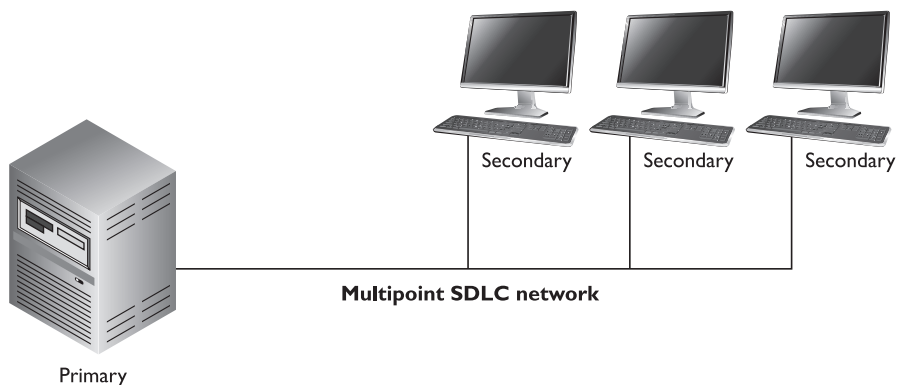 Secondary
Secondary
Secondary
Multipoint SDLC network
Primary